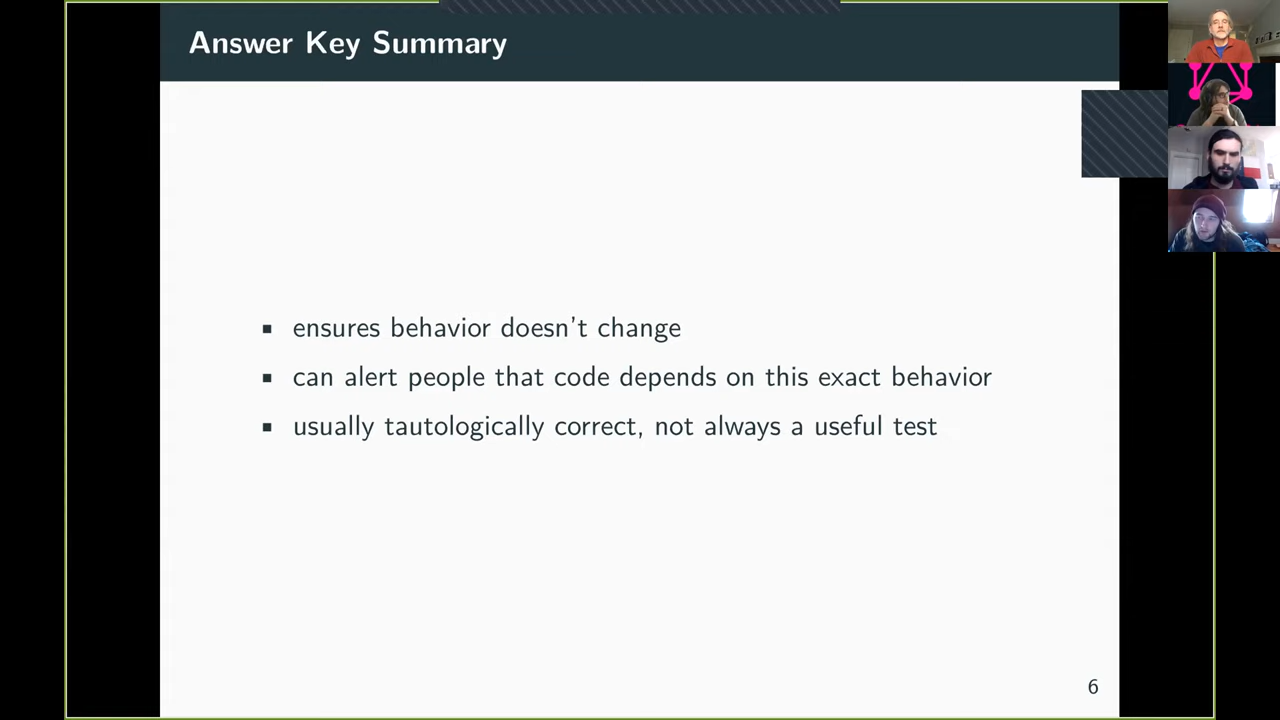 Answer Key Summary
ensures behavior doesn't change
can alert people that code depends on this exact behavior
usually tautologically correct, not always a useful test
6